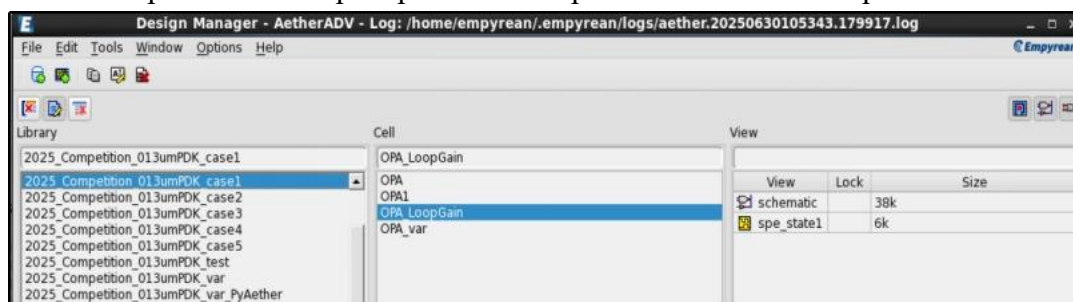 Design Manager - AetherADV - Log: /home/empyrean/.empyrean/logs/aether.20250630105343.179917.log
File Edit Tools Window Options Help
Empyrean
Library Cell View
2025_Competition_013umPDK_case1 OPA_LoopGain
2025_Competition_013umPDK_case1 OPA View Lock Size
2025_Competition_013umPDK_case2 OPA1 schematic 38k
2025_Competition_013umPDK_case3 OPA_LoopGain spe_state1 6k
2025_Competition_013umPDK_case4 OPA_var
2025_Competition_013umPDK_case5
2025_Competition_013umPDK_test
2025_Competition_013umPDK_var
2025_Competition_013umPDK_var_PyAether